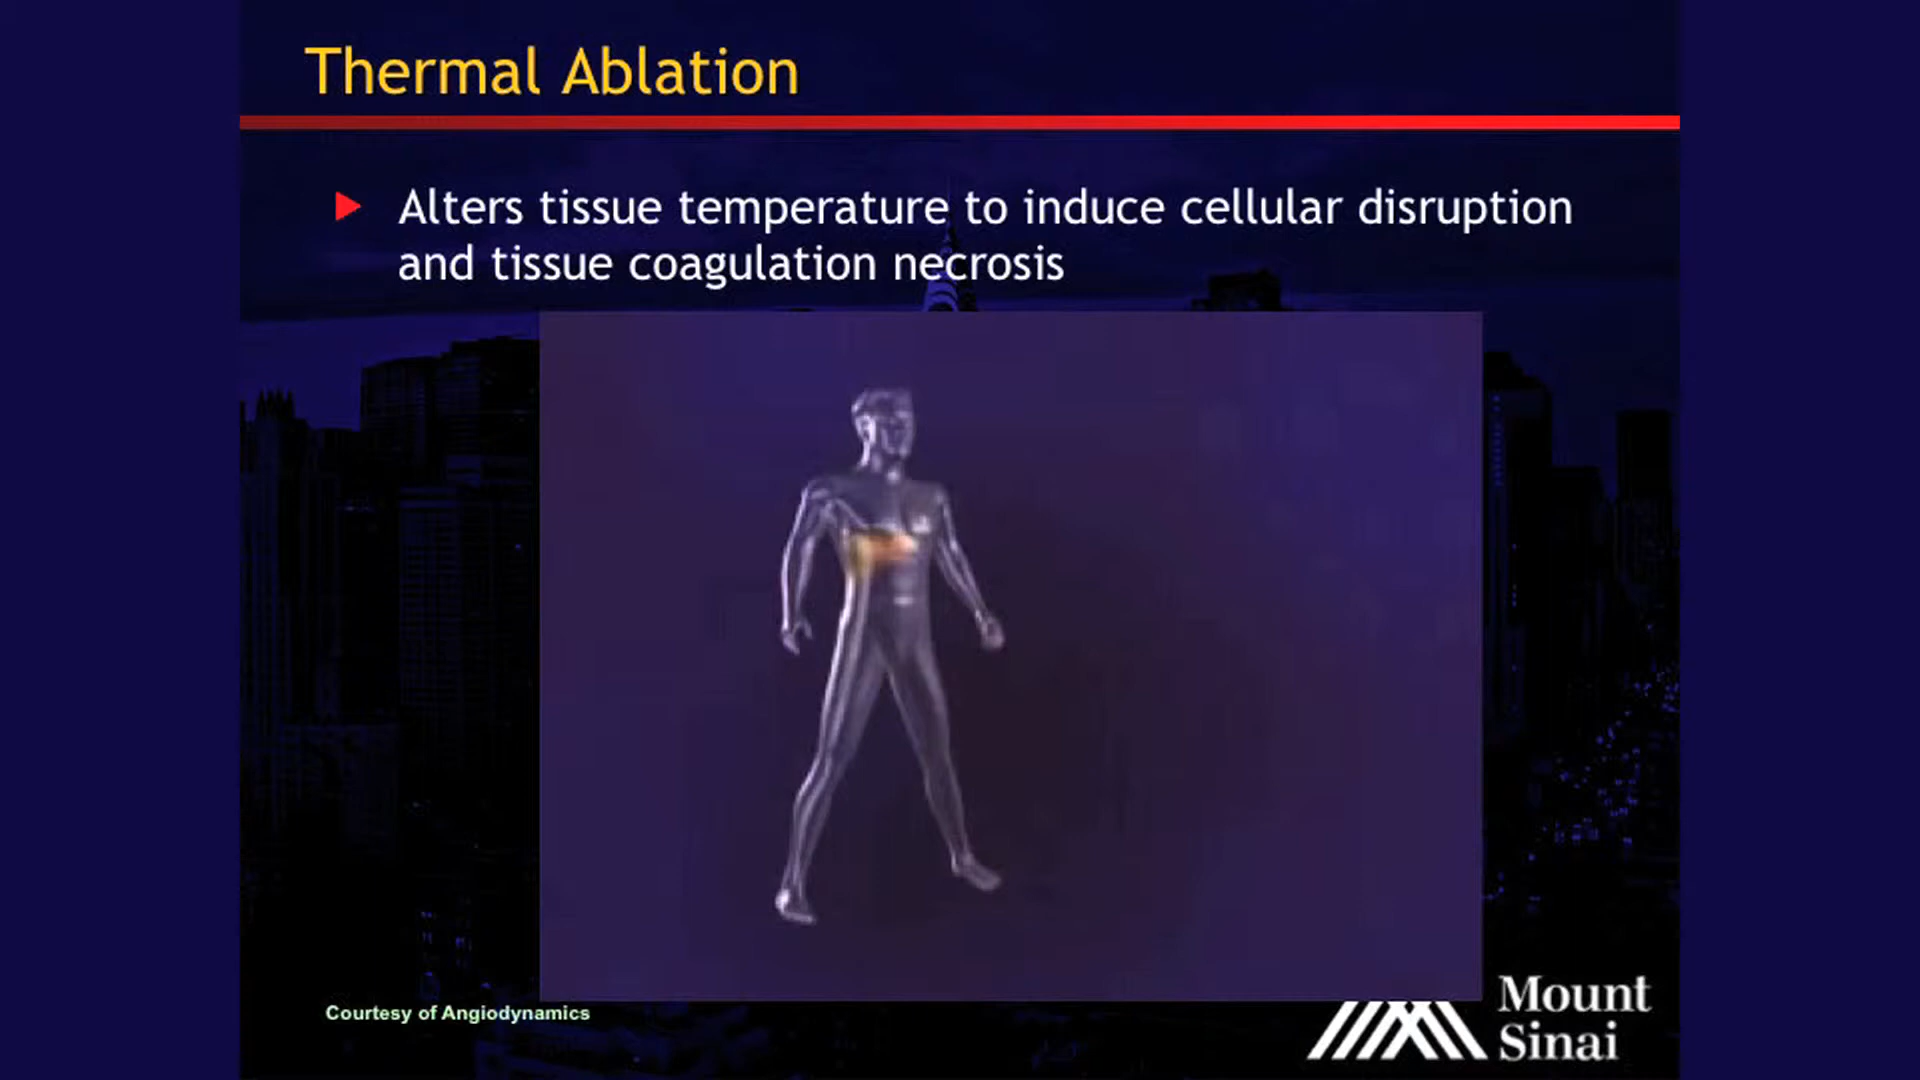 Thermal Ablation
Alters tissue temperature to induce cellular disruption
and tissue coagulation necrosis
Courtesy of Angiodynamics
Mount
Sinai